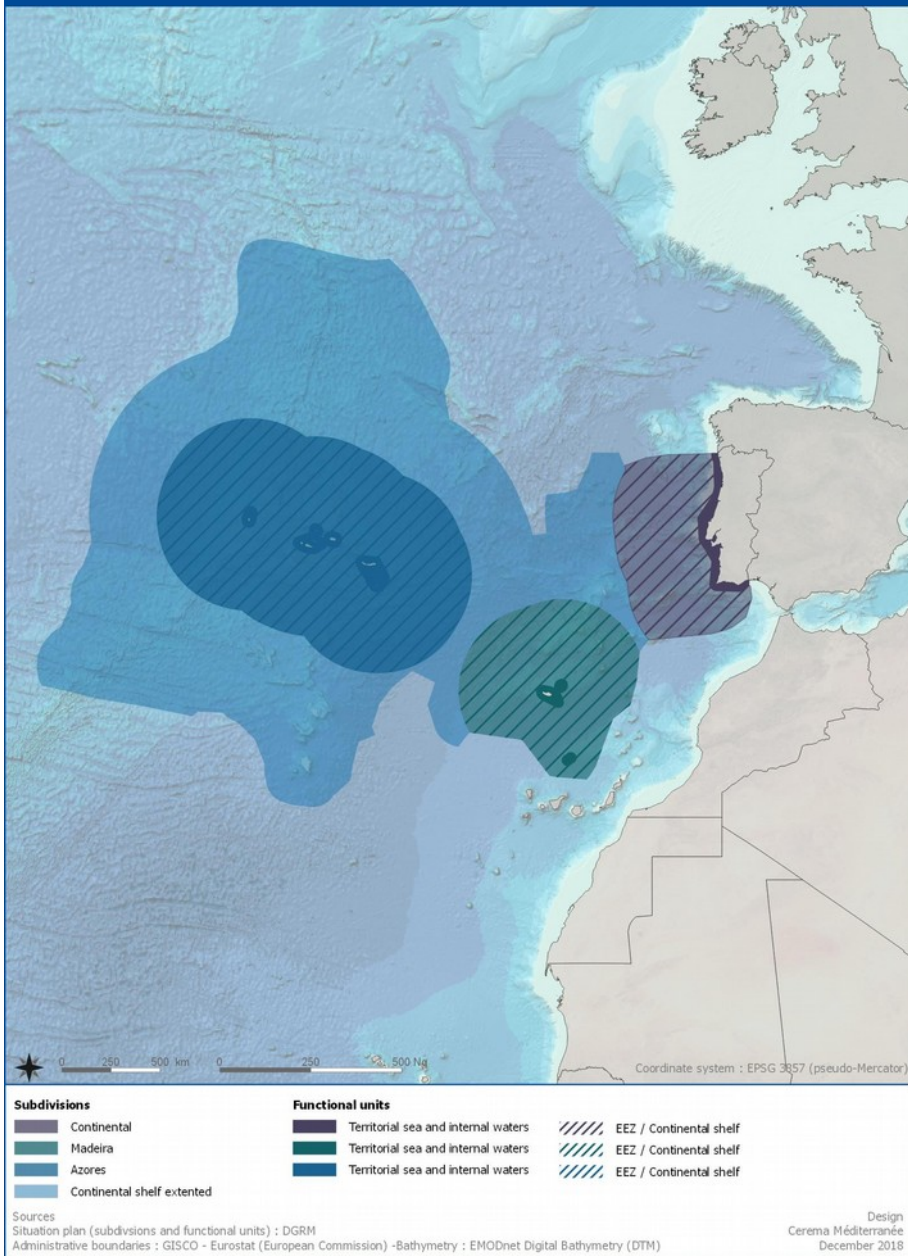 0 250 500 km 0 250 500 Nq
Coordinate system : EPSG 3857 (pseudo-Mercator)
Subdivisions
Continental
Madeira
Azores
Continental shelf extented
Functional units
Territorial sea and internal waters
EEZ / Continental shelf
Territorial sea and internal waters
EEZ / Continental shelf
Territorial sea and internal waters
EEZ / Continental shelf
Sources
Situation plan (subdivsions and functional units) : DGRM
Administrative boundaries : GISCO - Eurostat (European Commission) -Bathymetry : EMODnet Digital Bathymetry (DTM)
Design
Cerema Méditerranée
December 2018